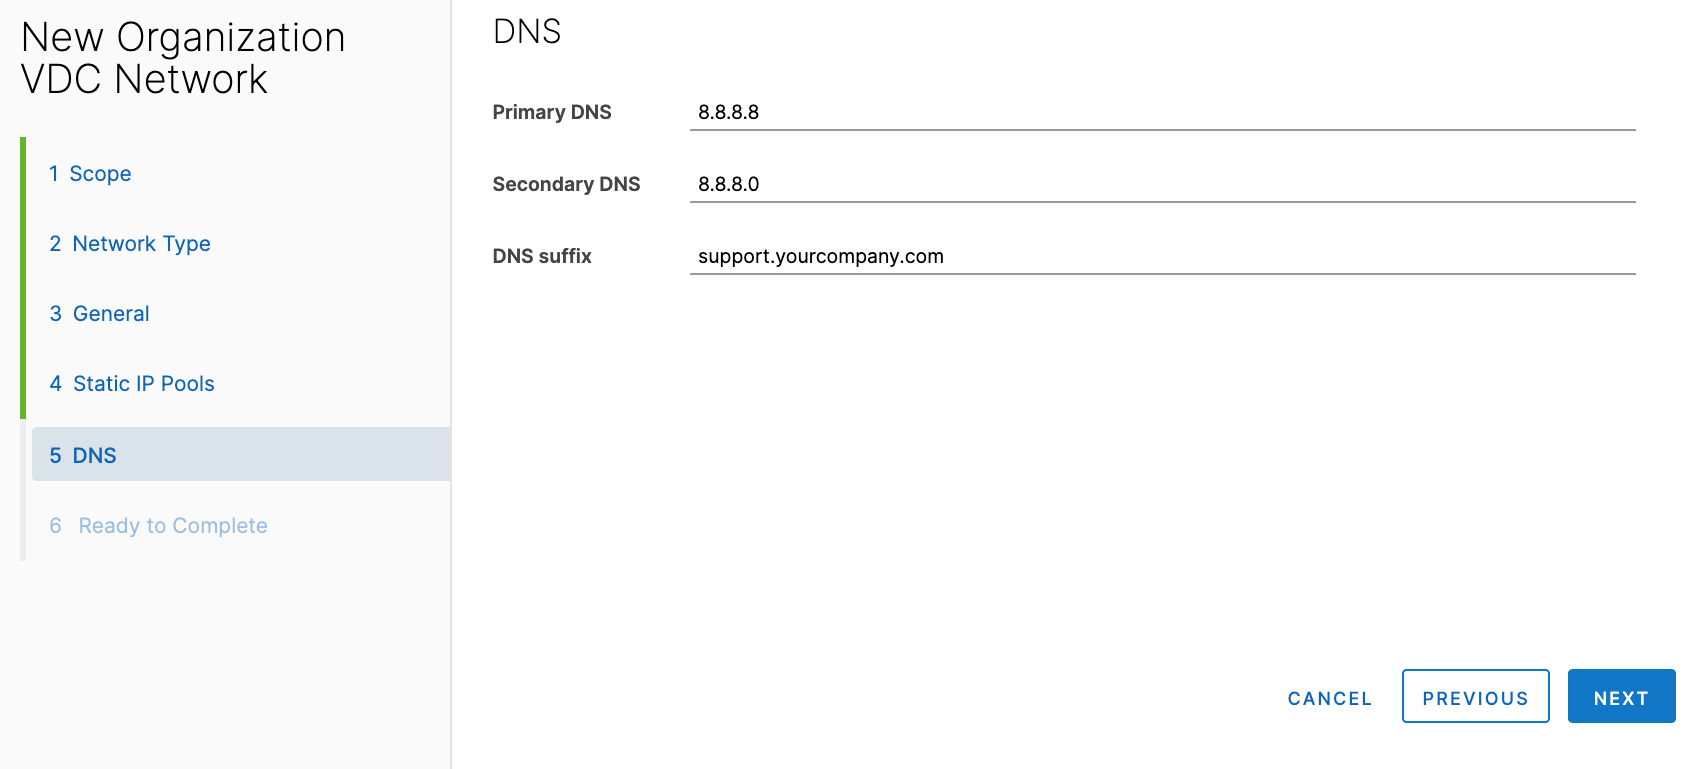 New Organization
VDC Network
1 Scope
2 Network Type
3 General
4 Static IP Pools
5 DNS
6 Ready to Complete
DNS
Primary DNS 8.8.8.8
Secondary DNS 8.8.8.0
DNS suffix support.yourcompany.com
CANCEL PREVIOUS NEXT